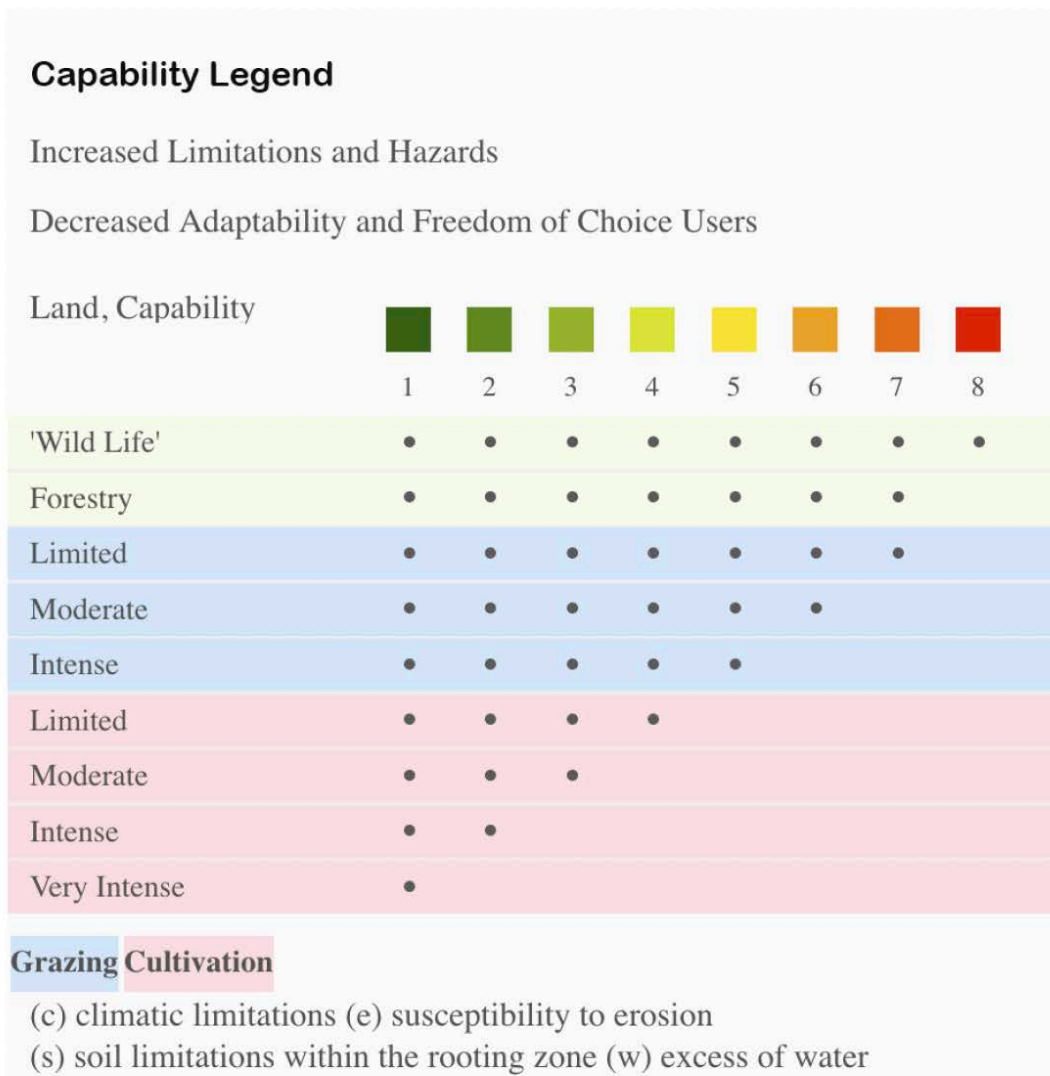 Capability Legend
Increased Limitations and Hazards
Decreased Adaptability and Freedom of Choice Users
Land, Capability
1 2 3 4 5 6 7 8
'Wild Life'
Forestry
Limited
Moderate
Intense
Limited
Moderate
Intense
Very Intense
Grazing Cultivation
(c) climatic limitations (e) susceptibility to erosion
(s) soil limitations within the rooting zone (w) excess of water